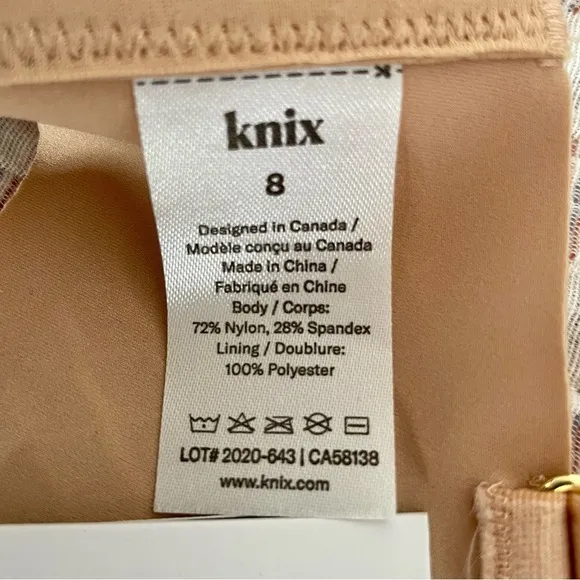 knix
8
Designed in Canada /
Modèle conçu au Canada
Made in China /
Fabriqué en Chine
Body / Corps:
72% Nylon, 28% Spandex
Lining / Doublure:
100% Polyester
LOT# 2020-643 | CA58138
www.knix.com